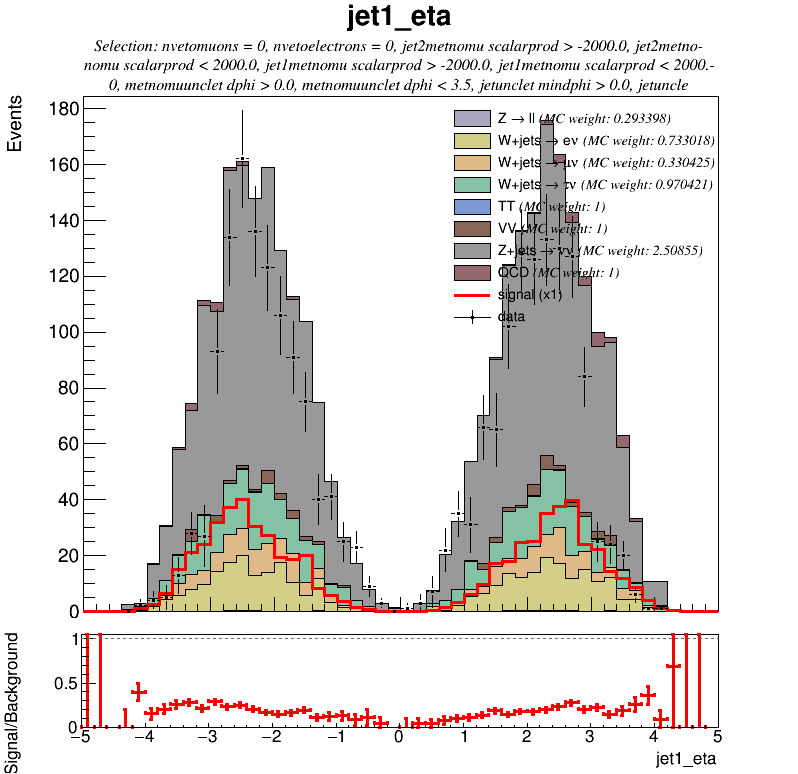 jet1_eta
Selection: nvetomuons = 0, nvetoelectrons = 0, jet2metnomu scalarprod > -2000.0, jet2metno-
nomu scalarprod < 2000.0, jet1metnomu scalarprod > -2000.0, jet1metnomu scalarprod < 2000.-
0, metnomuunclet dphi > 0.0, metnomuunclet dphi < 3.5, jetunclet mindphi > 0.0, jetuncle
Events
180
160
140
120
100
80
60
40
20
0
Z → ll (MC weight: 0.293398)
W+jets → eν (MC weight: 0.733018)
W+jets → μν (MC weight: 0.330425)
W+jets → τν (MC weight: 0.970421)
TT (MC weight: 1)
VV (MC weight: 1)
Z+jets → νν (MC weight: 2.50855)
QCD (MC weight: 1)
signal (x1)
data
Signal/Background
1
0.5
0
−5 −4 −3 −2 −1 0 1 2 3 4 5
jet1_eta